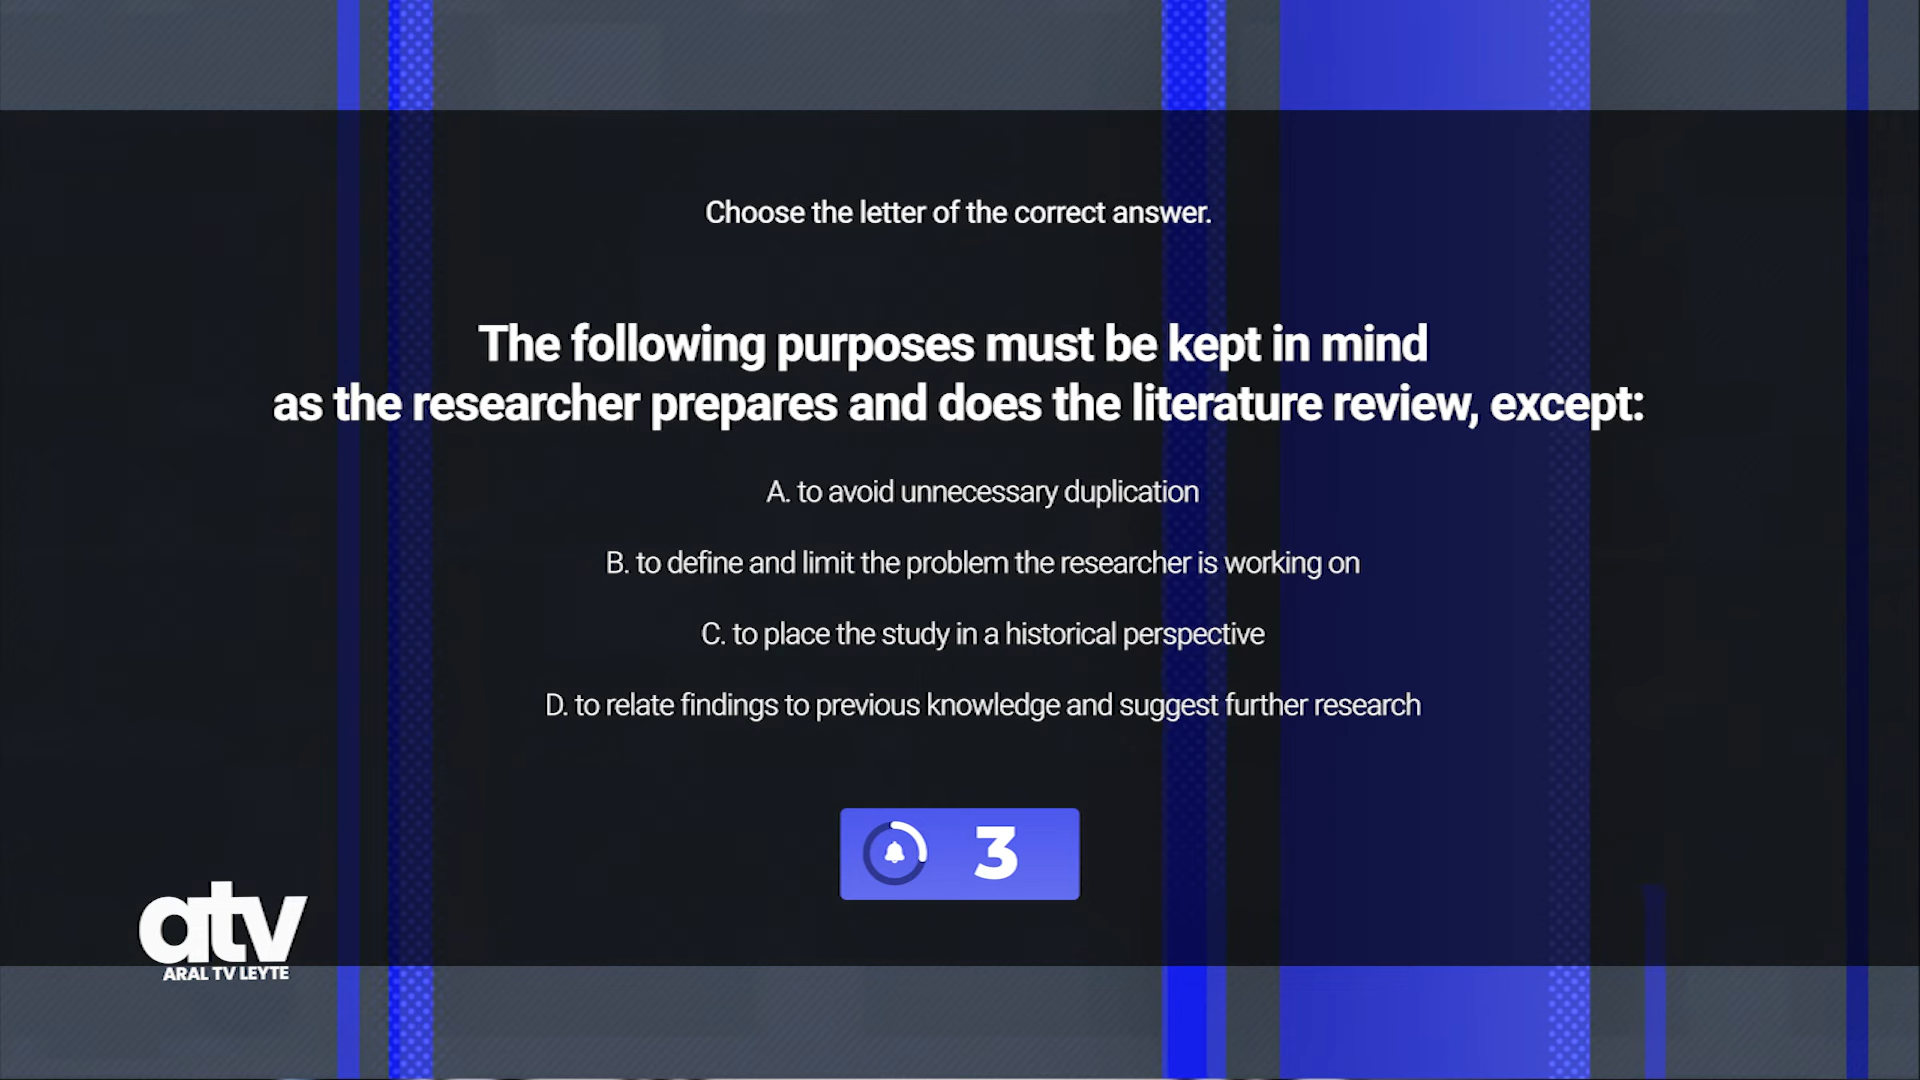 Choose the letter of the correct answer.
The following purposes must be kept in mind
as the researcher prepares and does the literature review, except:
A. to avoid unnecessary duplication
B. to define and limit the problem the researcher is working on
C. to place the study in a historical perspective
D. to relate findings to previous knowledge and suggest further research
3
atv
ARAL TV LEYTE